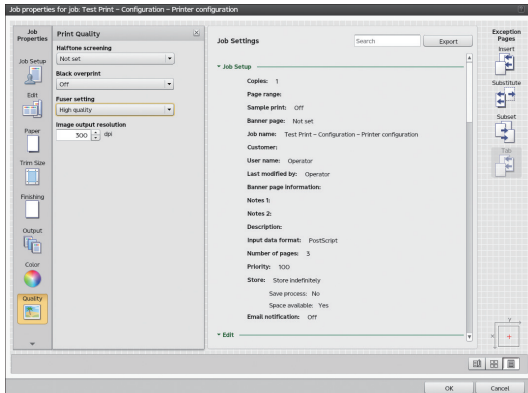 Job properties for job: Test Print – Configuration – Printer configuration
Job Properties
Job Setup
Edit
Paper
Trim Size
Finishing
Output
Color
Quality
Print Quality
Halftone screening
Not set
Black overprint
Off
Fuser setting
High quality
Image output resolution
300 dpi
Job Settings
Search
Export
Job Setup
Copies: 1
Page range:
Sample print: Off
Banner page: Not set
Job name: Test Print – Configuration – Printer configuration
Customer:
User name: Operator
Last modified by: Operator
Banner page information:
Notes 1:
Notes 2:
Description:
Input data format: PostScript
Number of pages: 3
Priority: 100
Store: Store indefinitely
Save process: No
Space available: Yes
Email notification: Off
Edit
Exception Pages
Insert
Substitute
Subset
Tab
Y
OK
Cancel